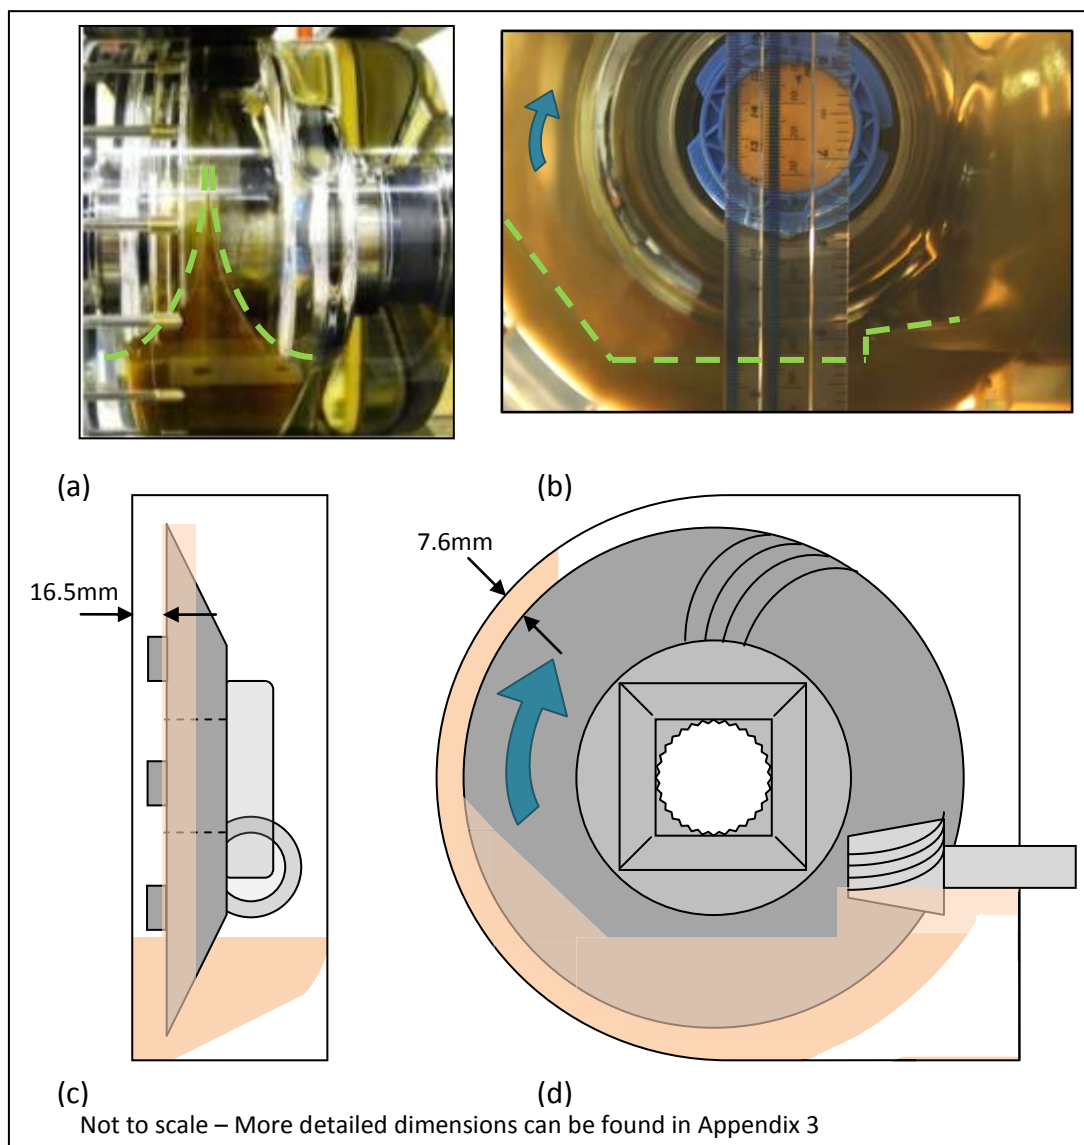 (a)
(b)
16.5mm
7.6mm
(c)
(d)
Not to scale – More detailed dimensions can be found in Appendix 3